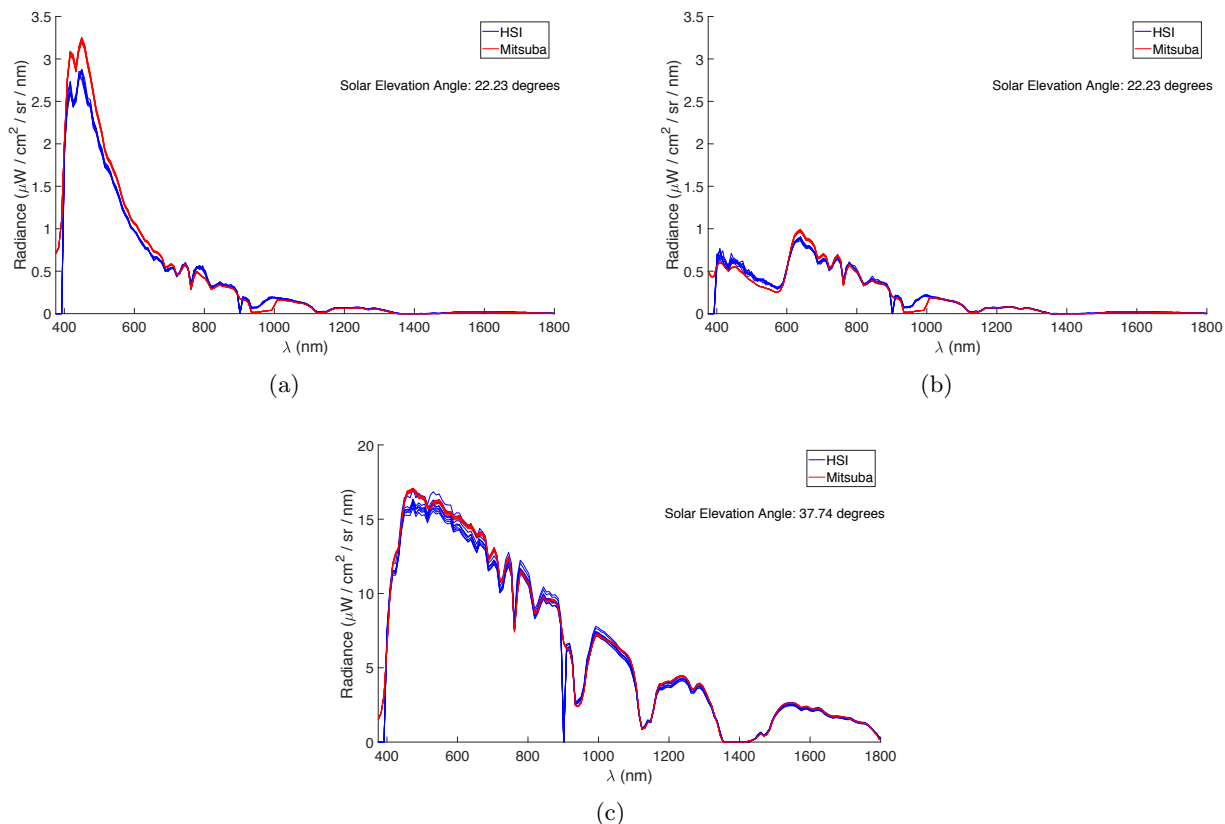 3.5
3
2.5
2
1.5
1
0.5
0
400 600 800 1000 1200 1400 1600 1800
λ (nm)
Radiance (μW / cm² / sr / nm)
HSI
Mitsuba
Solar Elevation Angle: 22.23 degrees
(a)
3.5
3
2.5
2
1.5
1
0.5
0
400 600 800 1000 1200 1400 1600 1800
λ (nm)
Radiance (μW / cm² / sr / nm)
HSI
Mitsuba
Solar Elevation Angle: 22.23 degrees
(b)
20
15
10
5
0
400 600 800 1000 1200 1400 1600 1800
λ (nm)
Radiance (μW / cm² / sr / nm)
HSI
Mitsuba
Solar Elevation Angle: 37.74 degrees
(c)